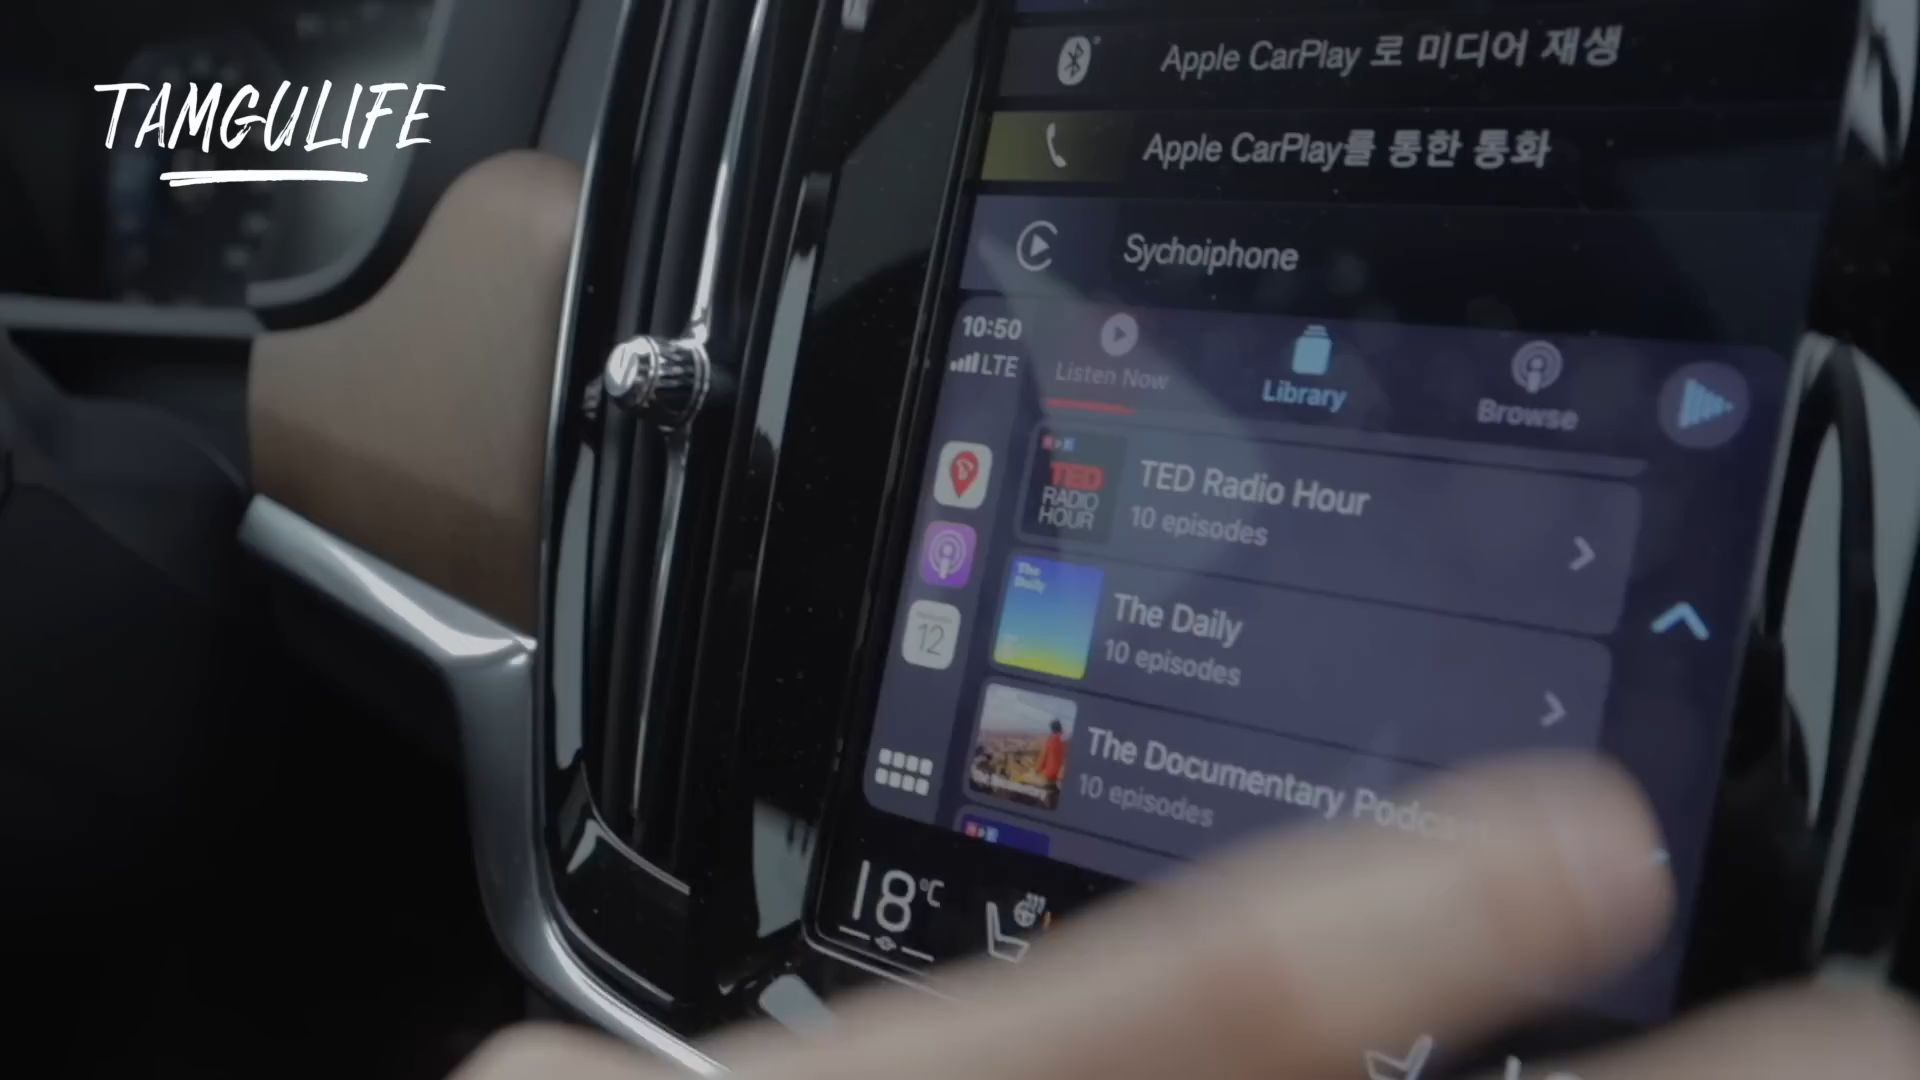 TAMGULIFE
Apple CarPlay 로 미디어 재생
Apple CarPlay를 통한 통화
Sychoiphone
10:50
LTE
Listen Now
Library
Browse
TED
RADIO
HOUR
TED Radio Hour
10 episodes
The
Daily
The Daily
10 episodes
12
The Documentary Podcast
10 episodes
18°C